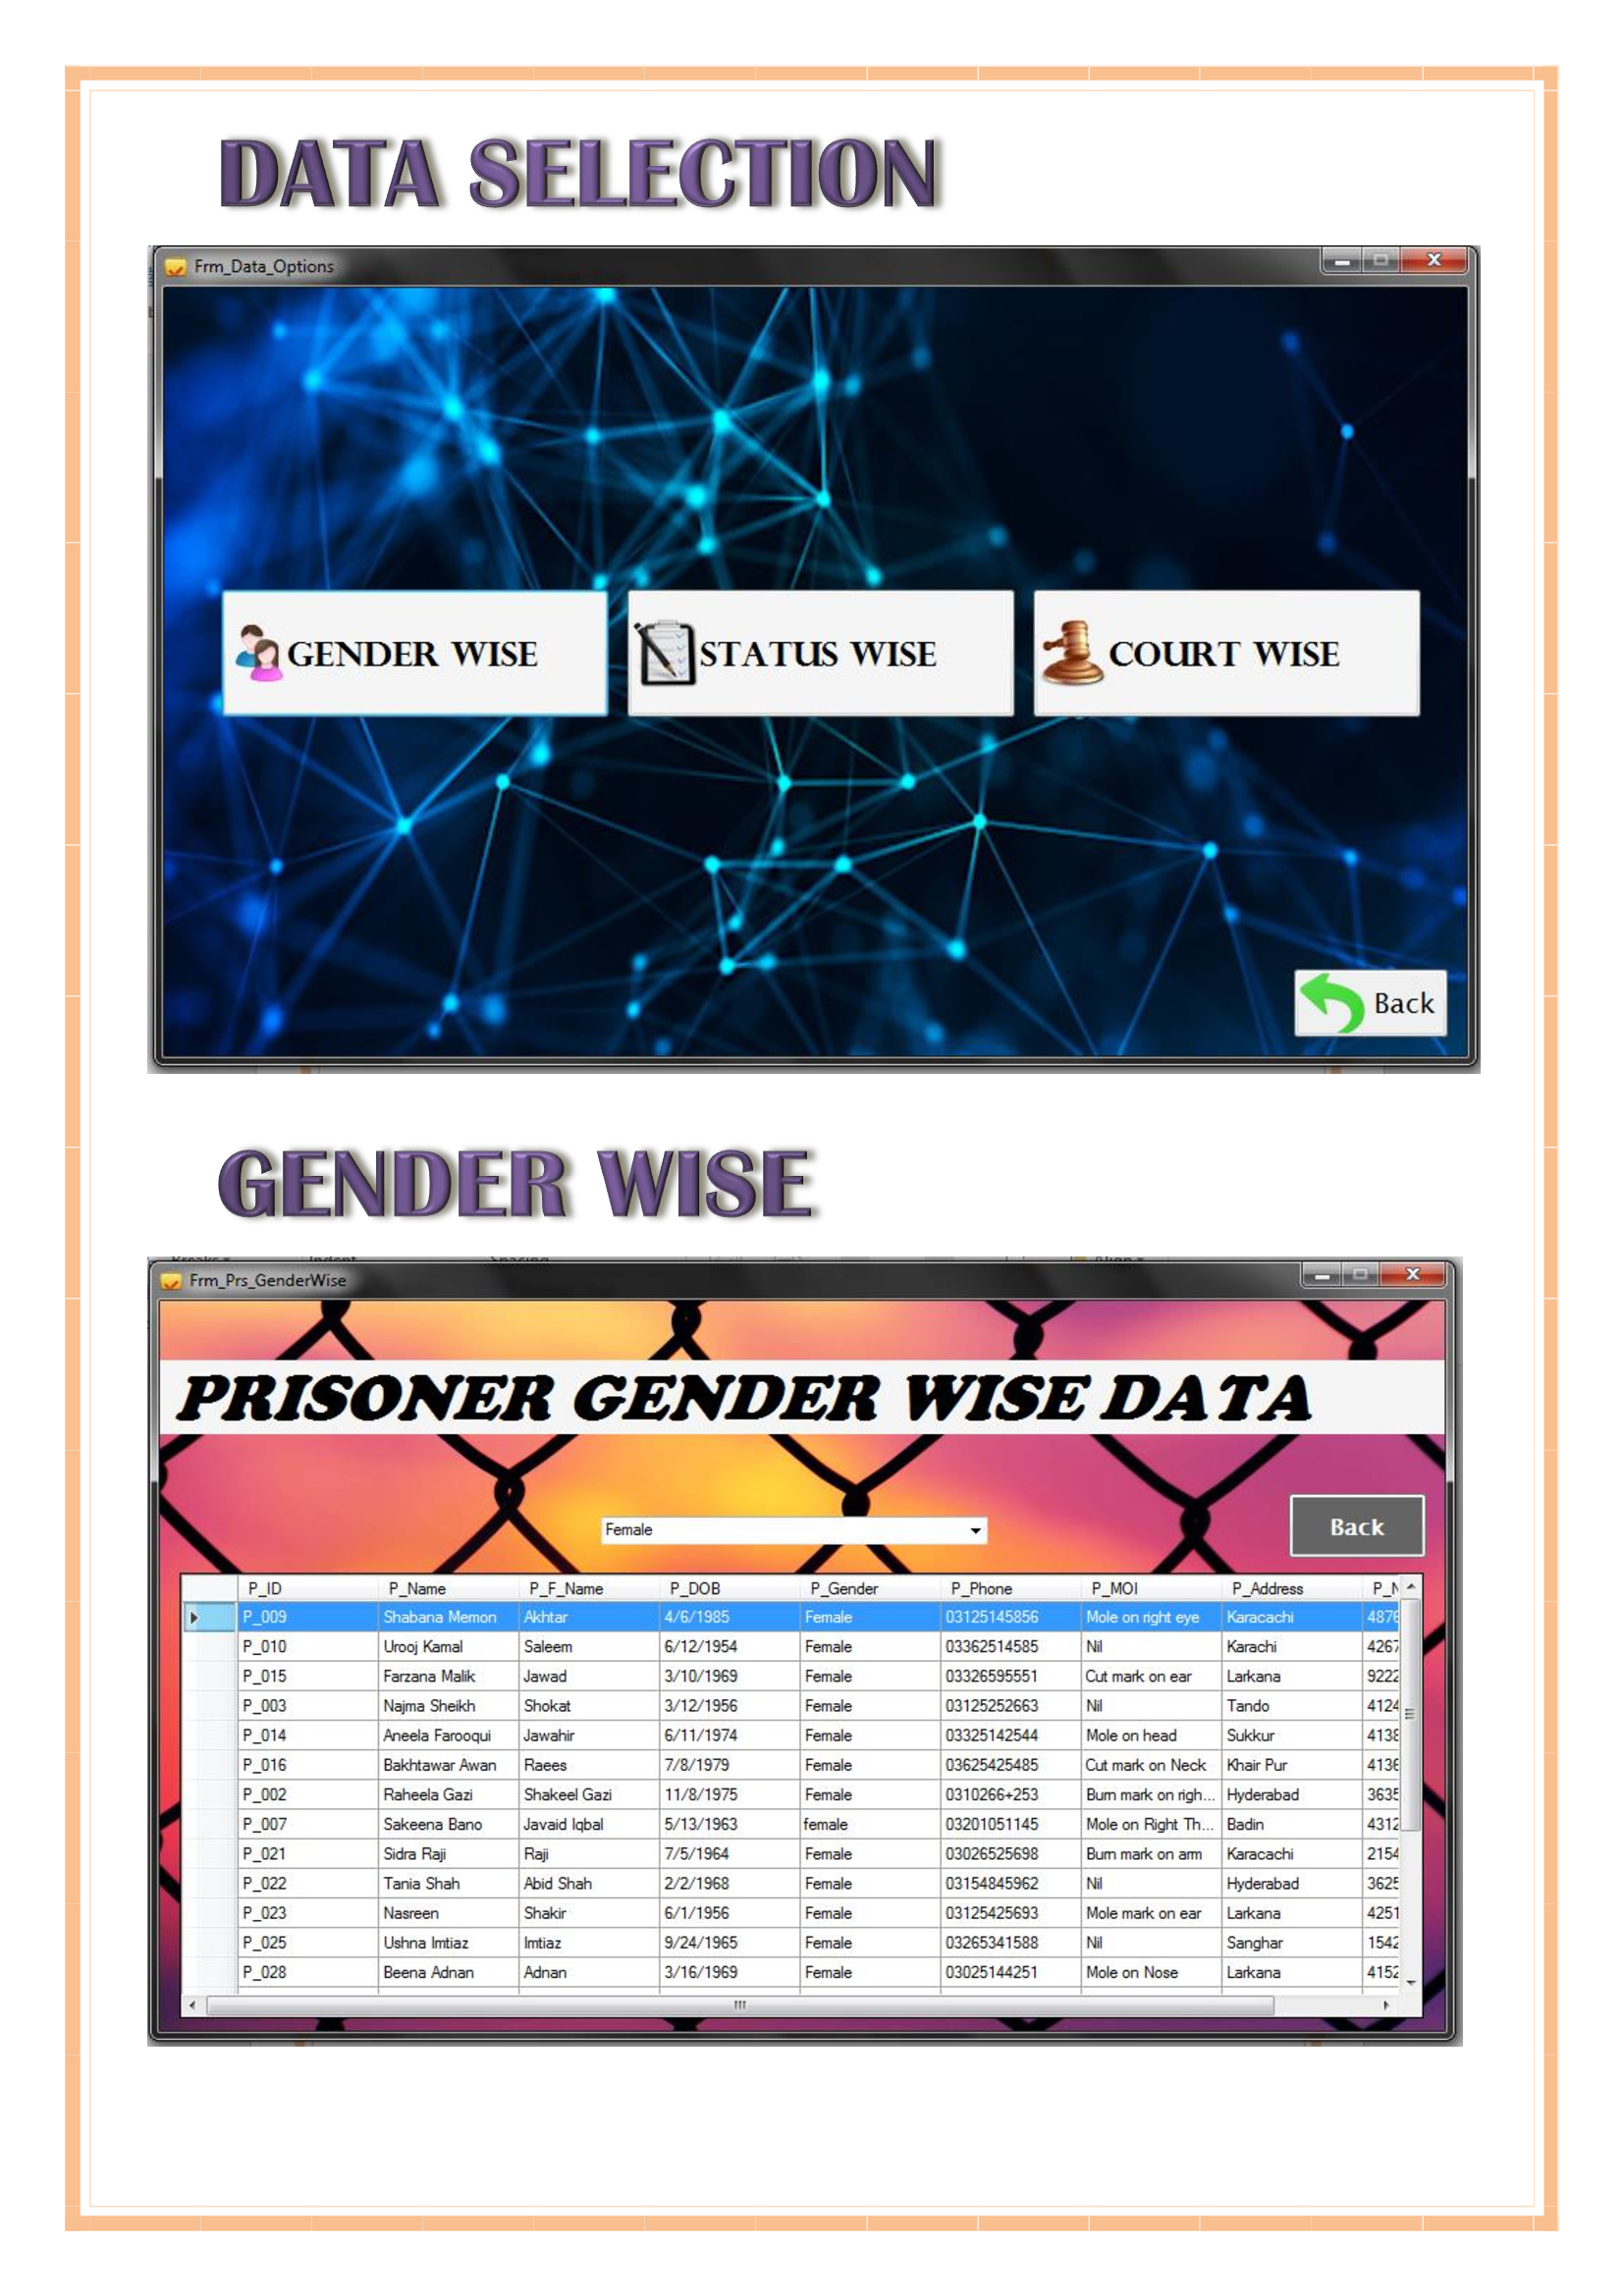 DATA SELECTION
Frm_Data_Options
GENDER WISE STATUS WISE COURT WISE
Back
GENDER WISE
Frm_Prs_GenderWise
PRISONER GENDER WISE DATA
Female
Back
P_ID P_Name P_F_Name P_DOB P_Gender P_Phone P_MOI P_Address P_N
P_009 Shabana Memon Akhtar 4/6/1985 Female 03125145856 Mole on right eye Karacachi 4876
P_010 Urooj Kamal Saleem 6/12/1954 Female 03362514585 Nil Karachi 4267
P_015 Farzana Malik Jawad 3/10/1969 Female 03326595551 Cut mark on ear Larkana 9222
P_003 Najma Sheikh Shokat 3/12/1956 Female 03125252663 Nil Tando 4124
P_014 Aneela Farooqui Jawahir 6/11/1974 Female 03325142544 Mole on head Sukkur 4138
P_016 Bakhtawar Awan Raees 7/8/1979 Female 03625425485 Cut mark on Neck Khair Pur 4136
P_002 Raheela Gazi Shakeel Gazi 11/8/1975 Female 0310266+253 Burn mark on righ... Hyderabad 3635
P_007 Sakeena Bano Javaid Iqbal 5/13/1963 female 03201051145 Mole on Right Th... Badin 4312
P_021 Sidra Raji Raji 7/5/1964 Female 03026525698 Burn mark on arm Karacachi 2154
P_022 Tania Shah Abid Shah 2/2/1968 Female 03154845962 Nil Hyderabad 3625
P_023 Nasreen Shakir 6/1/1956 Female 03125425693 Mole mark on ear Larkana 4251
P_025 Ushna Imtiaz Imtiaz 9/24/1965 Female 03265341588 Nil Sanghar 1542
P_028 Beena Adnan Adnan 3/16/1969 Female 03025144251 Mole on Nose Larkana 4152